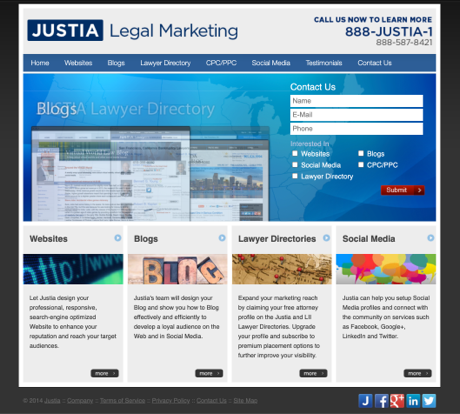 JUSTIA Legal Marketing
CALL US NOW TO LEARN MORE
888-JUSTIA-1
888-587-8421
Home Websites Blogs Lawyer Directory CPC/PPC Social Media Testimonials Contact Us
Blogs
JUSTIA Lawyer Directory
Contact Us
Name
E-Mail
Phone
Interested In
Websites Blogs
Social Media CPC/PPC
Lawyer Directory
Submit
Websites
http://www
Let Justia design your
professional, responsive,
search-engine optimized
Website to enhance your
reputation and reach your target
audiences.
more
Blogs
BLOG
Justia's team will design your
Blog and show you how to Blog
effectively and efficiently to
develop a loyal audience on the
Web and in Social Media.
more
Lawyer Directories
Expand your marketing reach
by claiming your free attorney
profile on the Justia and LII
Lawyer Directories. Upgrade
your profile and subscribe to
premium placement options to
further improve your visibility.
more
Social Media
Justia can help you setup Social
Media profiles and connect with
the community on services such
as Facebook, Google+,
LinkedIn and Twitter.
more
© 2014 Justia :: Company :: Terms of Service :: Privacy Policy :: Contact Us :: Site Map
J f g+ in